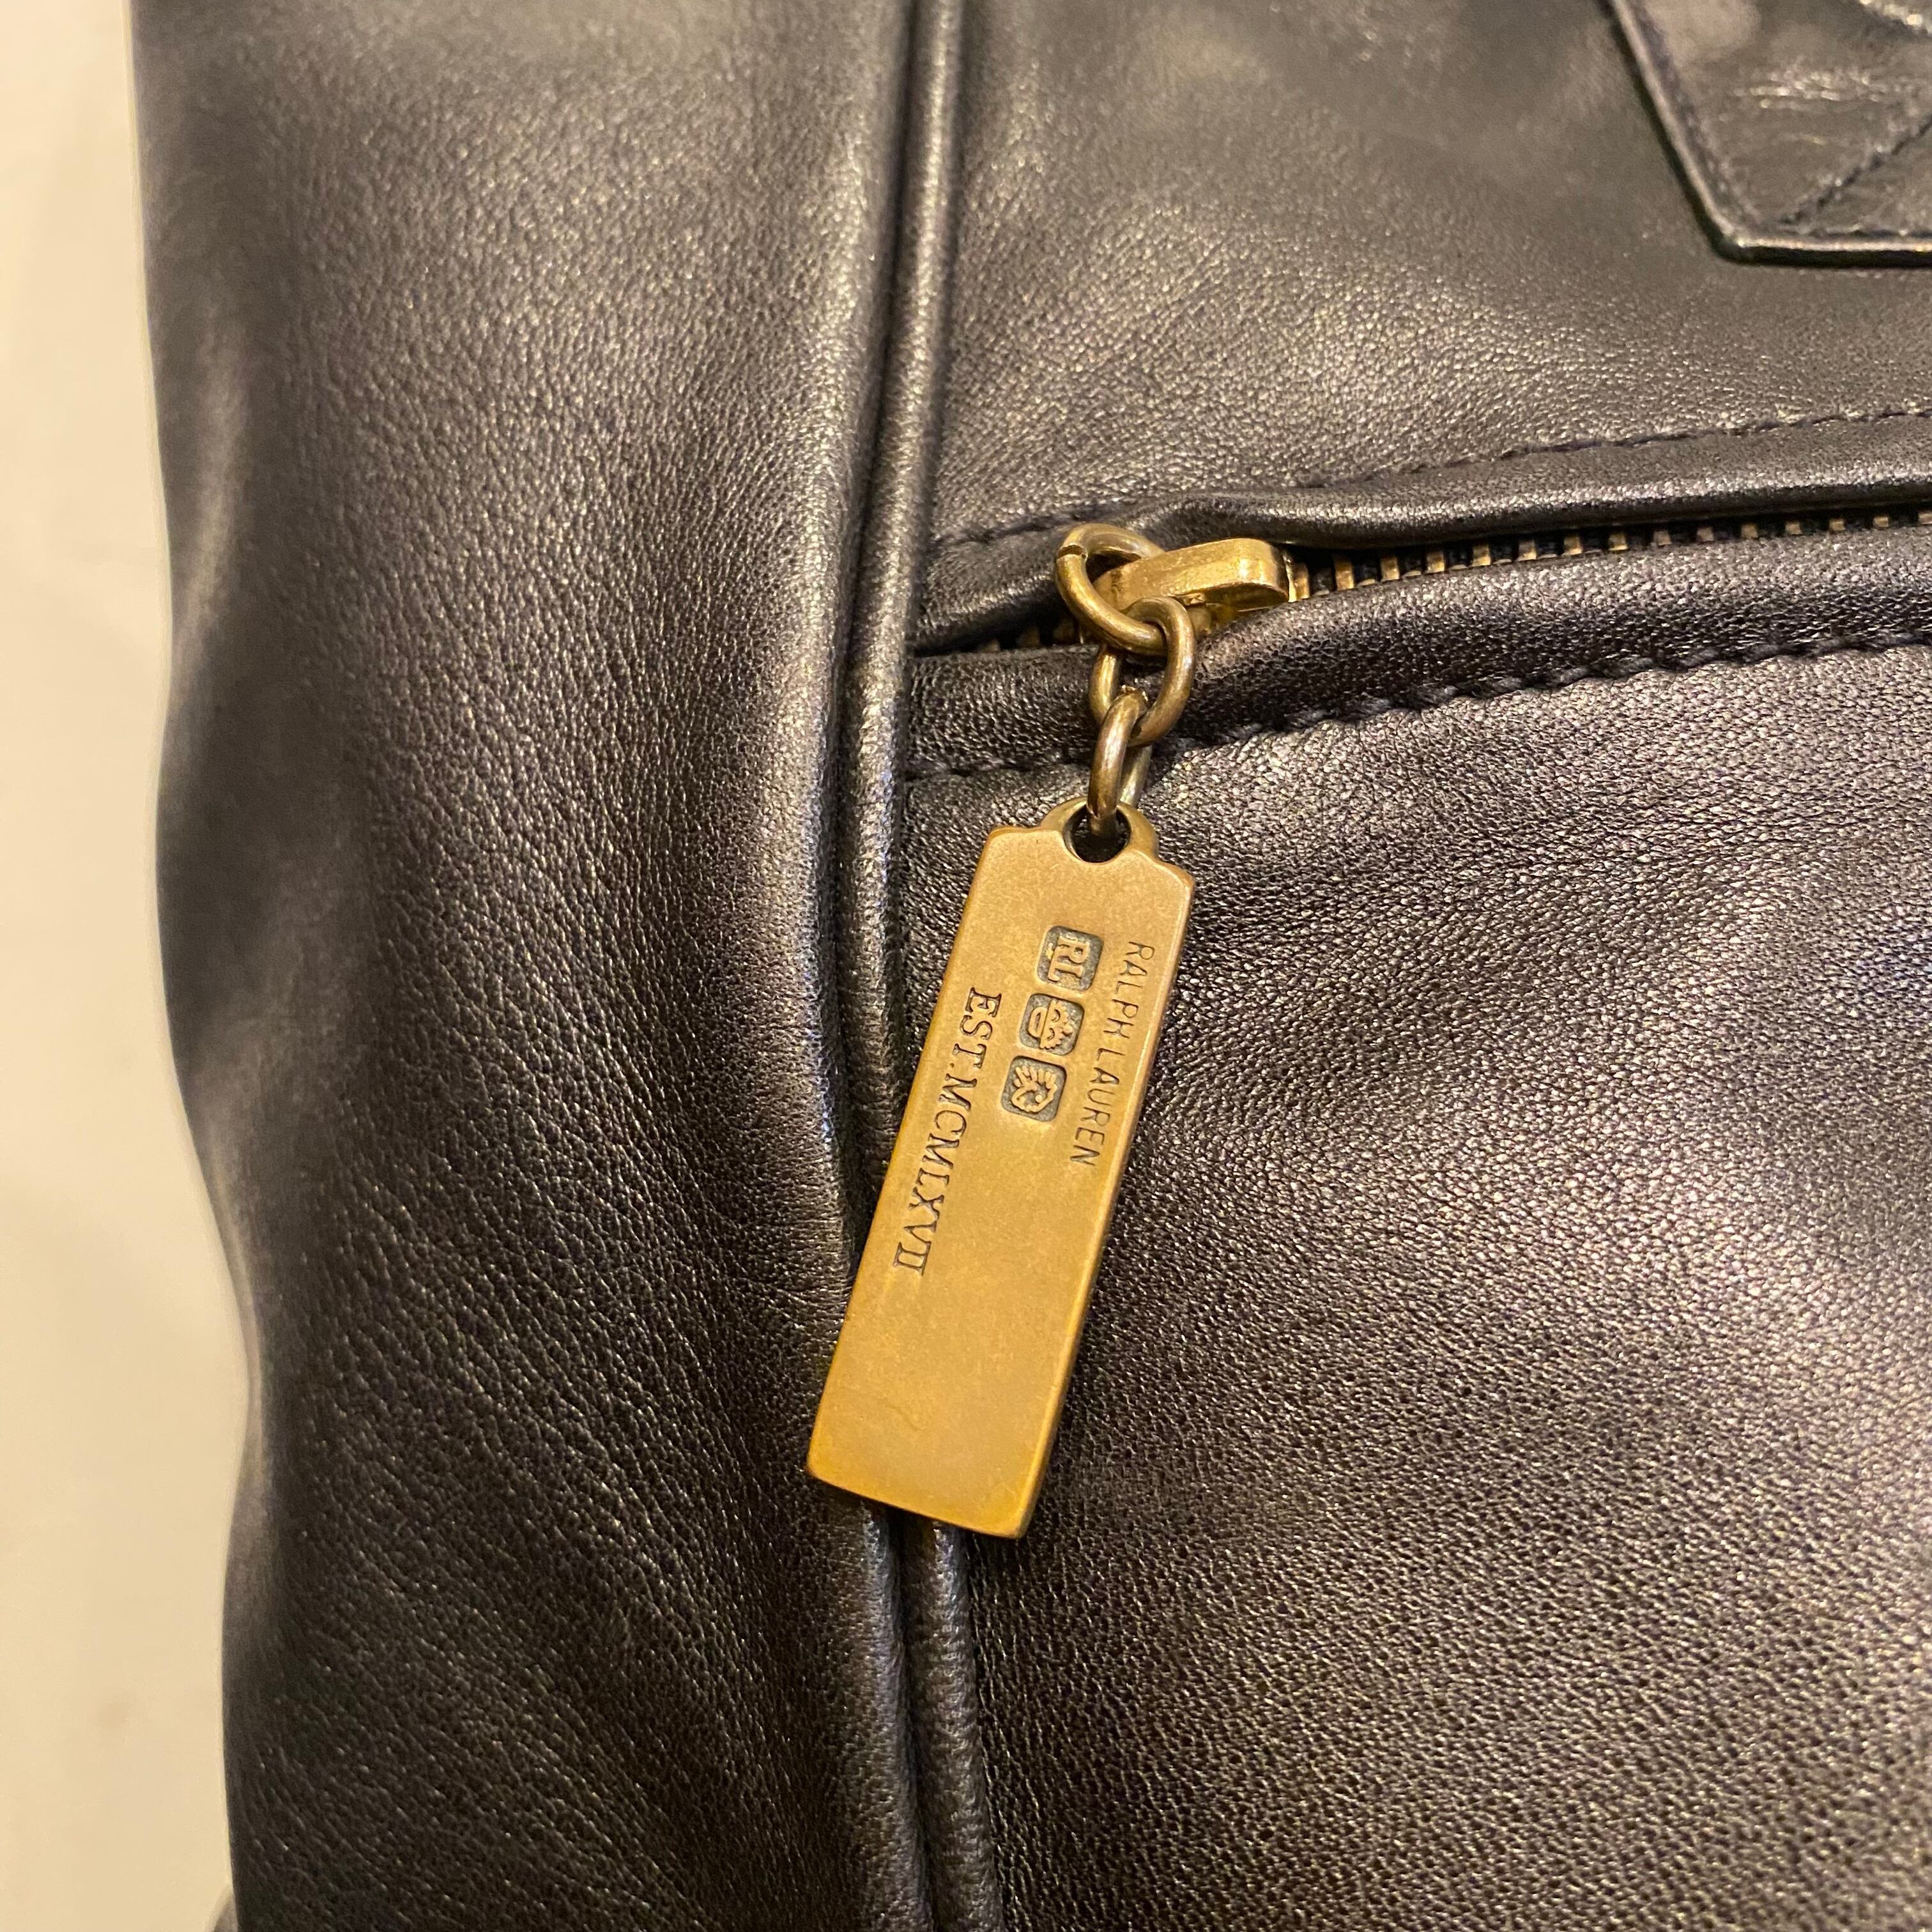 RALPH LAUREN
RL
EST. MCMLXVII